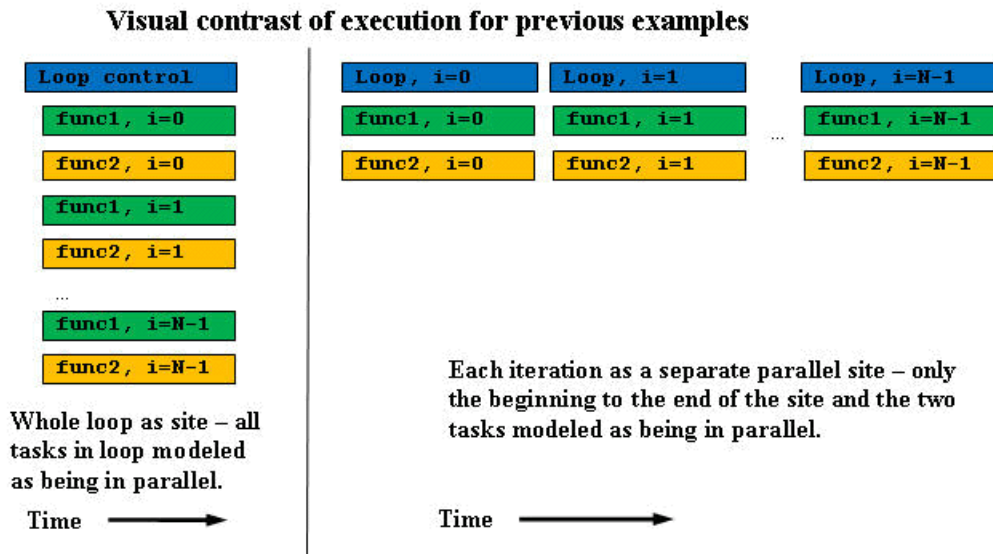 Visual contrast of execution for previous examples
Loop control
func1, i=0
func2, i=0
func1, i=1
func2, i=1
...
func1, i=N-1
func2, i=N-1
Whole loop as site – all
tasks in loop modeled
as being in parallel.
Time
Loop, i=0
Loop, i=1
Loop, i=N-1
func1, i=0
func1, i=1
...
func1, i=N-1
func2, i=0
func2, i=1
func2, i=N-1
Each iteration as a separate parallel site – only
the beginning to the end of the site and the two
tasks modeled as being in parallel.
Time